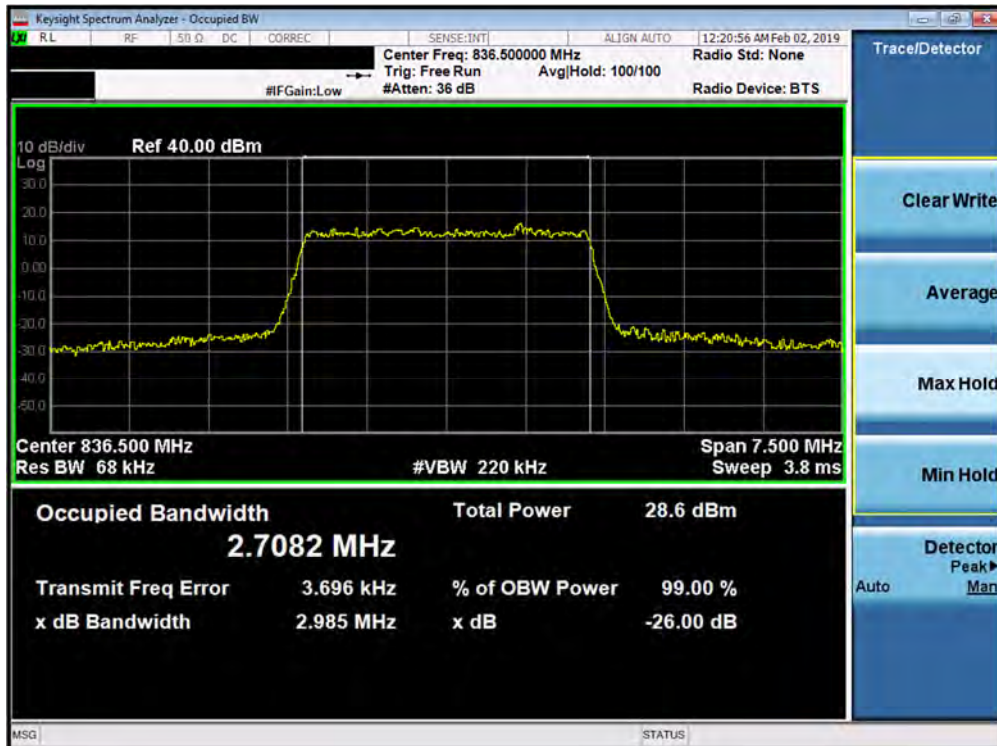 Keysight Spectrum Analyzer - Occupied BW
LXI RL RF 50 Ω DC CORREC SENSE:INT ALIGN AUTO 12:20:56 AM Feb 02, 2019
Center Freq: 836.500000 MHz Radio Std: None
Trig: Free Run Avg|Hold: 100/100
#IFGain:Low #Atten: 36 dB Radio Device: BTS
10 dB/div Ref 40.00 dBm
Log
30.0
20.0
10.0
0.00
-10.0
-20.0
-30.0
-40.0
-50.0
Center 836.500 MHz Span 7.500 MHz
Res BW 68 kHz #VBW 220 kHz Sweep 3.8 ms
Occupied Bandwidth Total Power 28.6 dBm
2.7082 MHz
Transmit Freq Error 3.696 kHz % of OBW Power 99.00 %
x dB Bandwidth 2.985 MHz x dB -26.00 dB
MSG STATUS
Trace/Detector
Clear Write
Average
Max Hold
Min Hold
Detector
Peak
Auto Man